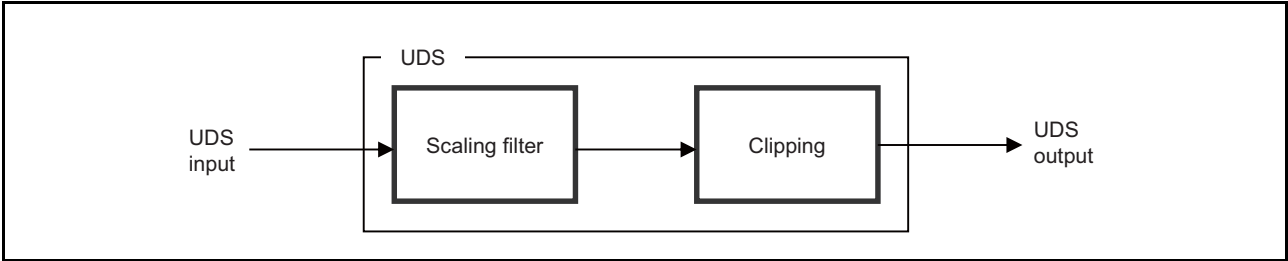 UDS
UDS
input
Scaling filter
Clipping
UDS
output